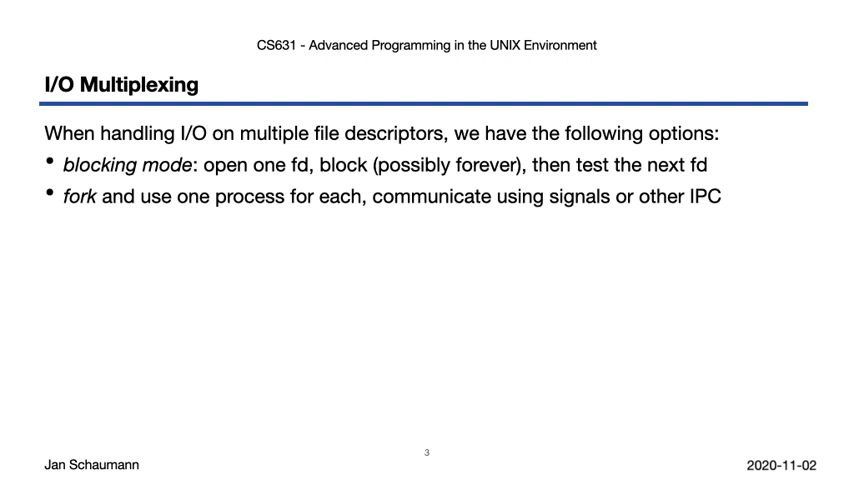 CS631 - Advanced Programming in the UNIX Environment
I/O Multiplexing
When handling I/O on multiple file descriptors, we have the following options:
• blocking mode: open one fd, block (possibly forever), then test the next fd
• fork and use one process for each, communicate using signals or other IPC
3
Jan Schaumann
2020-11-02